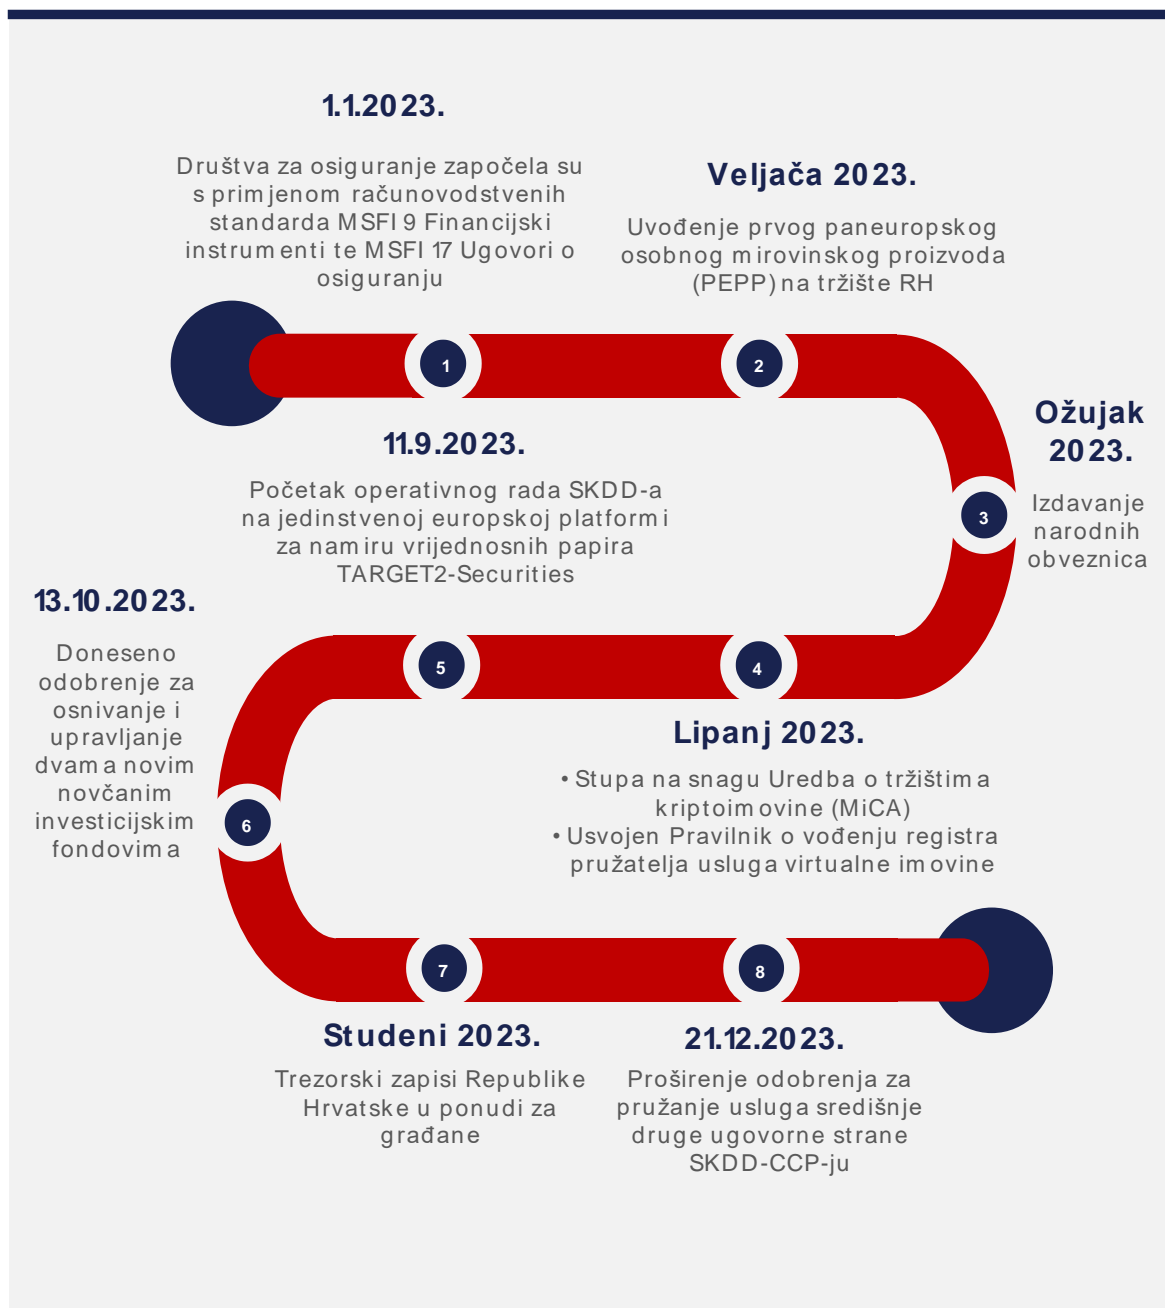 1.1.2023.
Društva za osiguranje započela su
s primjenom računovodstvenih
standarda MSFI 9 Financijski
instrumenti te MSFI 17 Ugovori o
osiguranju
1
Veljača 2023.
Uvođenje prvog paneuropskog
osobnog mirovinskog proizvoda
(PEPP) na tržište RH
2
Ožujak
2023.
Izdavanje
narodnih
obveznica
3
4
Lipanj 2023.
• Stupa na snagu Uredba o tržištima
kriptoimovine (MiCA)
• Usvojen Pravilnik o vođenju registra
pružatelja usluga virtualne imovine
11.9.2023.
Početak operativnog rada SKDD-a
na jedinstvenoj europskoj platformi
za namiru vrijednosnih papira
TARGET2-Securities
5
13.10.2023.
Doneseno
odobrenje za
osnivanje i
upravljanje
dvama novim
novčanim
investicijskim
fondovima
6
7
Studeni 2023.
Trezorski zapisi Republike
Hrvatske u ponudi za
građane
8
21.12.2023.
Proširenje odobrenja za
pružanje usluga središnje
druge ugovorne strane
SKDD-CCP-ju